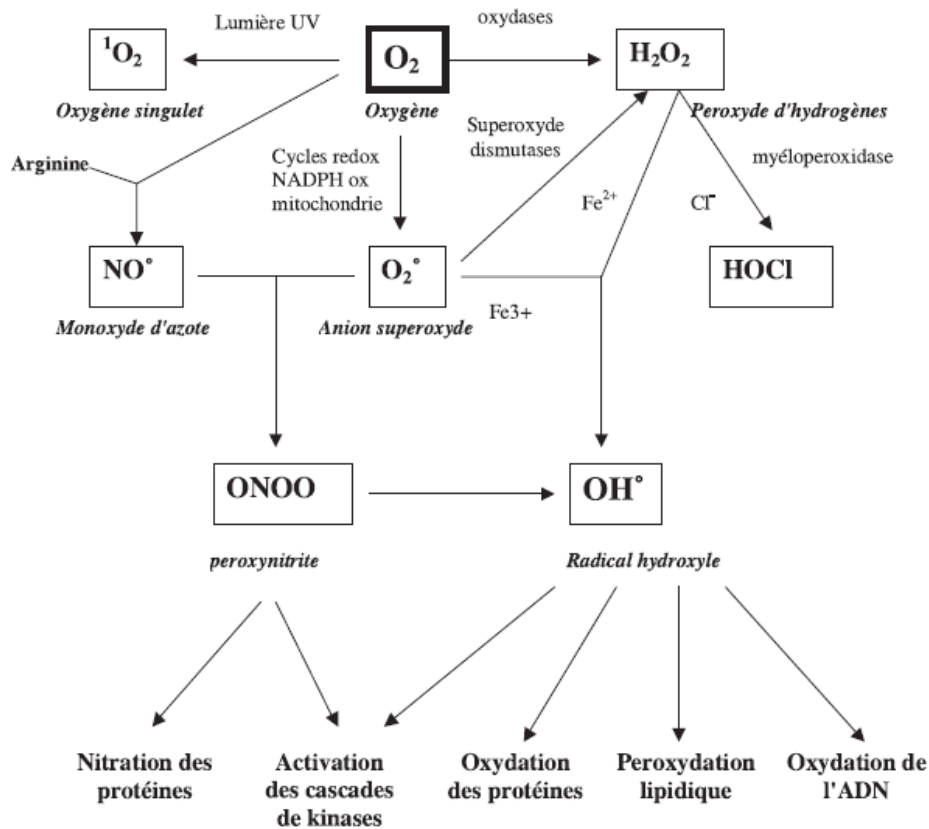 Lumière UV
oxydases
¹O₂
O₂
H₂O₂
Oxygène singulet
Oxygène
Peroxyde d'hydrogènes
Arginine
Cycles redox
NADPH ox
mitochondrie
Superoxyde
dismutases
myéloperoxidase
Fe²⁺
Cl⁻
NO°
O₂°
HOCl
Monoxyde d'azote
Anion superoxyde
Fe3+
ONOO
OH°
peroxynitrite
Radical hydroxyle
Nitration des
protéines
Activation
des cascades
de kinases
Oxydation
des protéines
Peroxydation
lipidique
Oxydation de
l'ADN